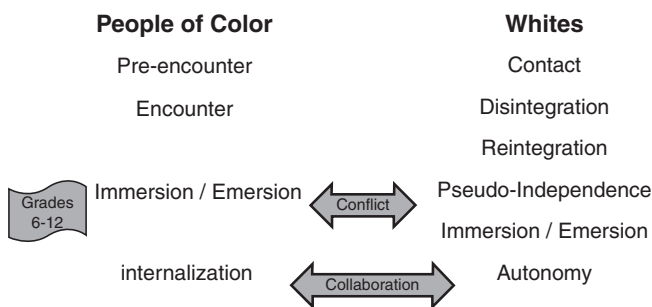 People of Color Whites
Pre-encounter Contact
Encounter Disintegration
Reintegration
Grades
6-12
Immersion / Emersion Conflict Pseudo-Independence
Immersion / Emersion
internalization Collaboration Autonomy